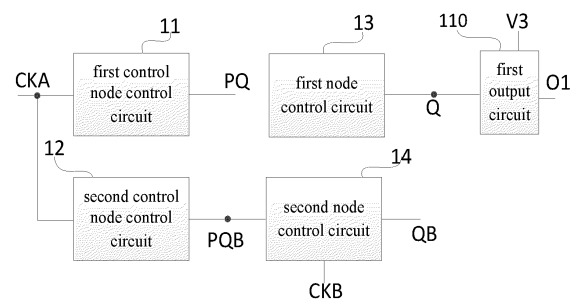 11
13
110
V3
CKA
first control
node control
circuit
PQ
first node
control circuit
Q
first
output
circuit
O1
12
14
second control
node control
circuit
PQB
second node
control circuit
QB
CKB